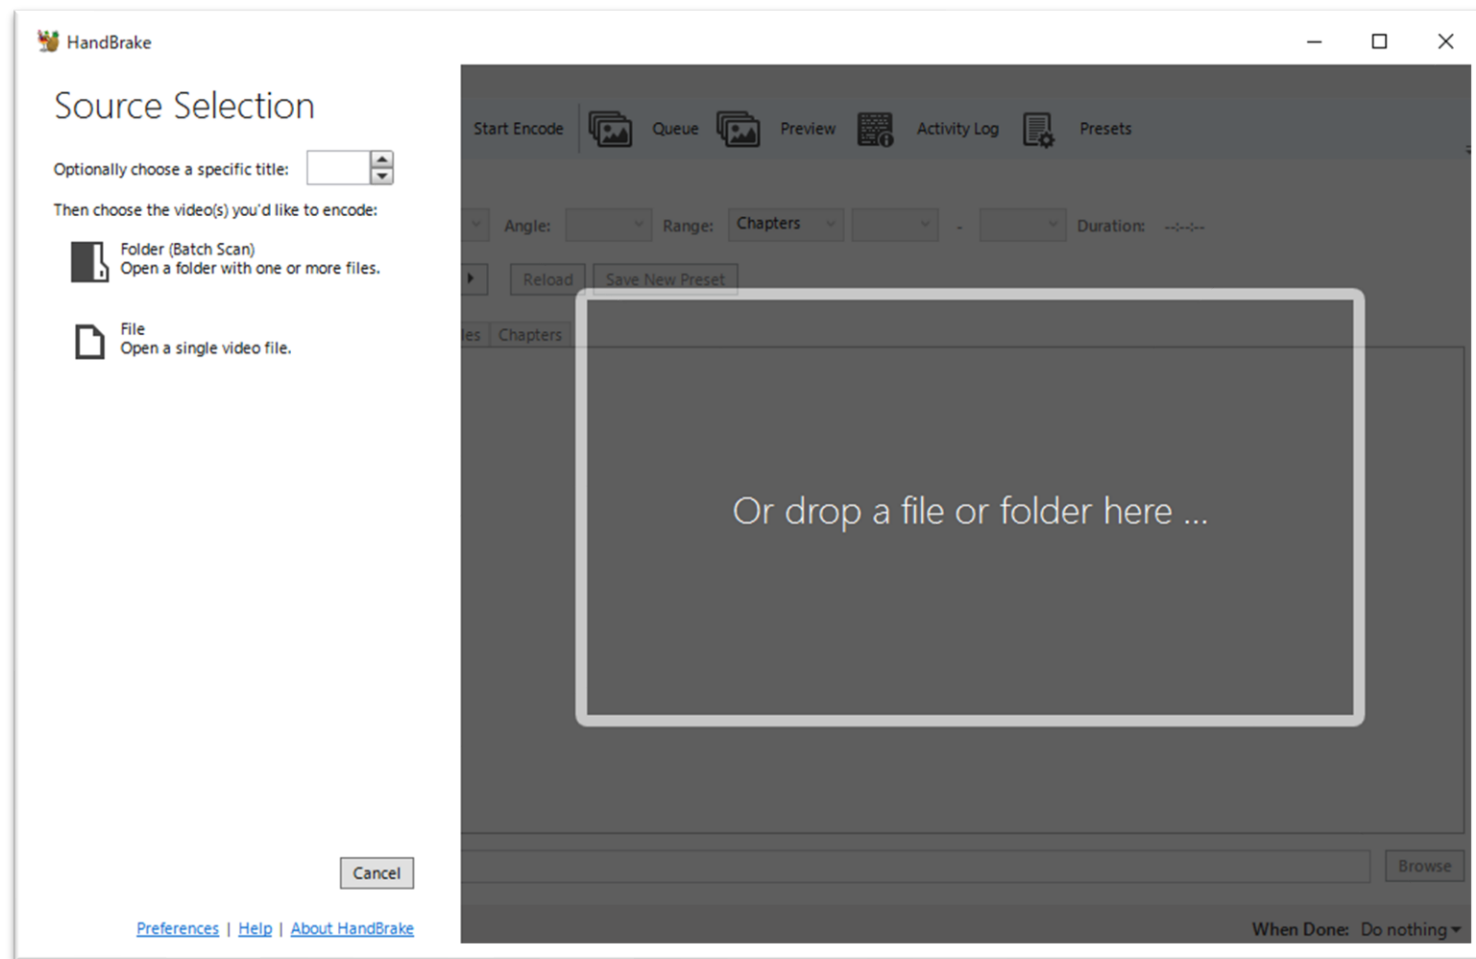 HandBrake
Source Selection
Optionally choose a specific title:
Then choose the video(s) you'd like to encode:
Folder (Batch Scan)
Open a folder with one or more files.
File
Open a single video file.
Cancel
Preferences | Help | About HandBrake
Start Encode Queue Preview Activity Log Presets
Angle: Range: Chapters - Duration: --:--:--
Reload Save New Preset
les Chapters
Or drop a file or folder here ...
Browse
When Done: Do nothing